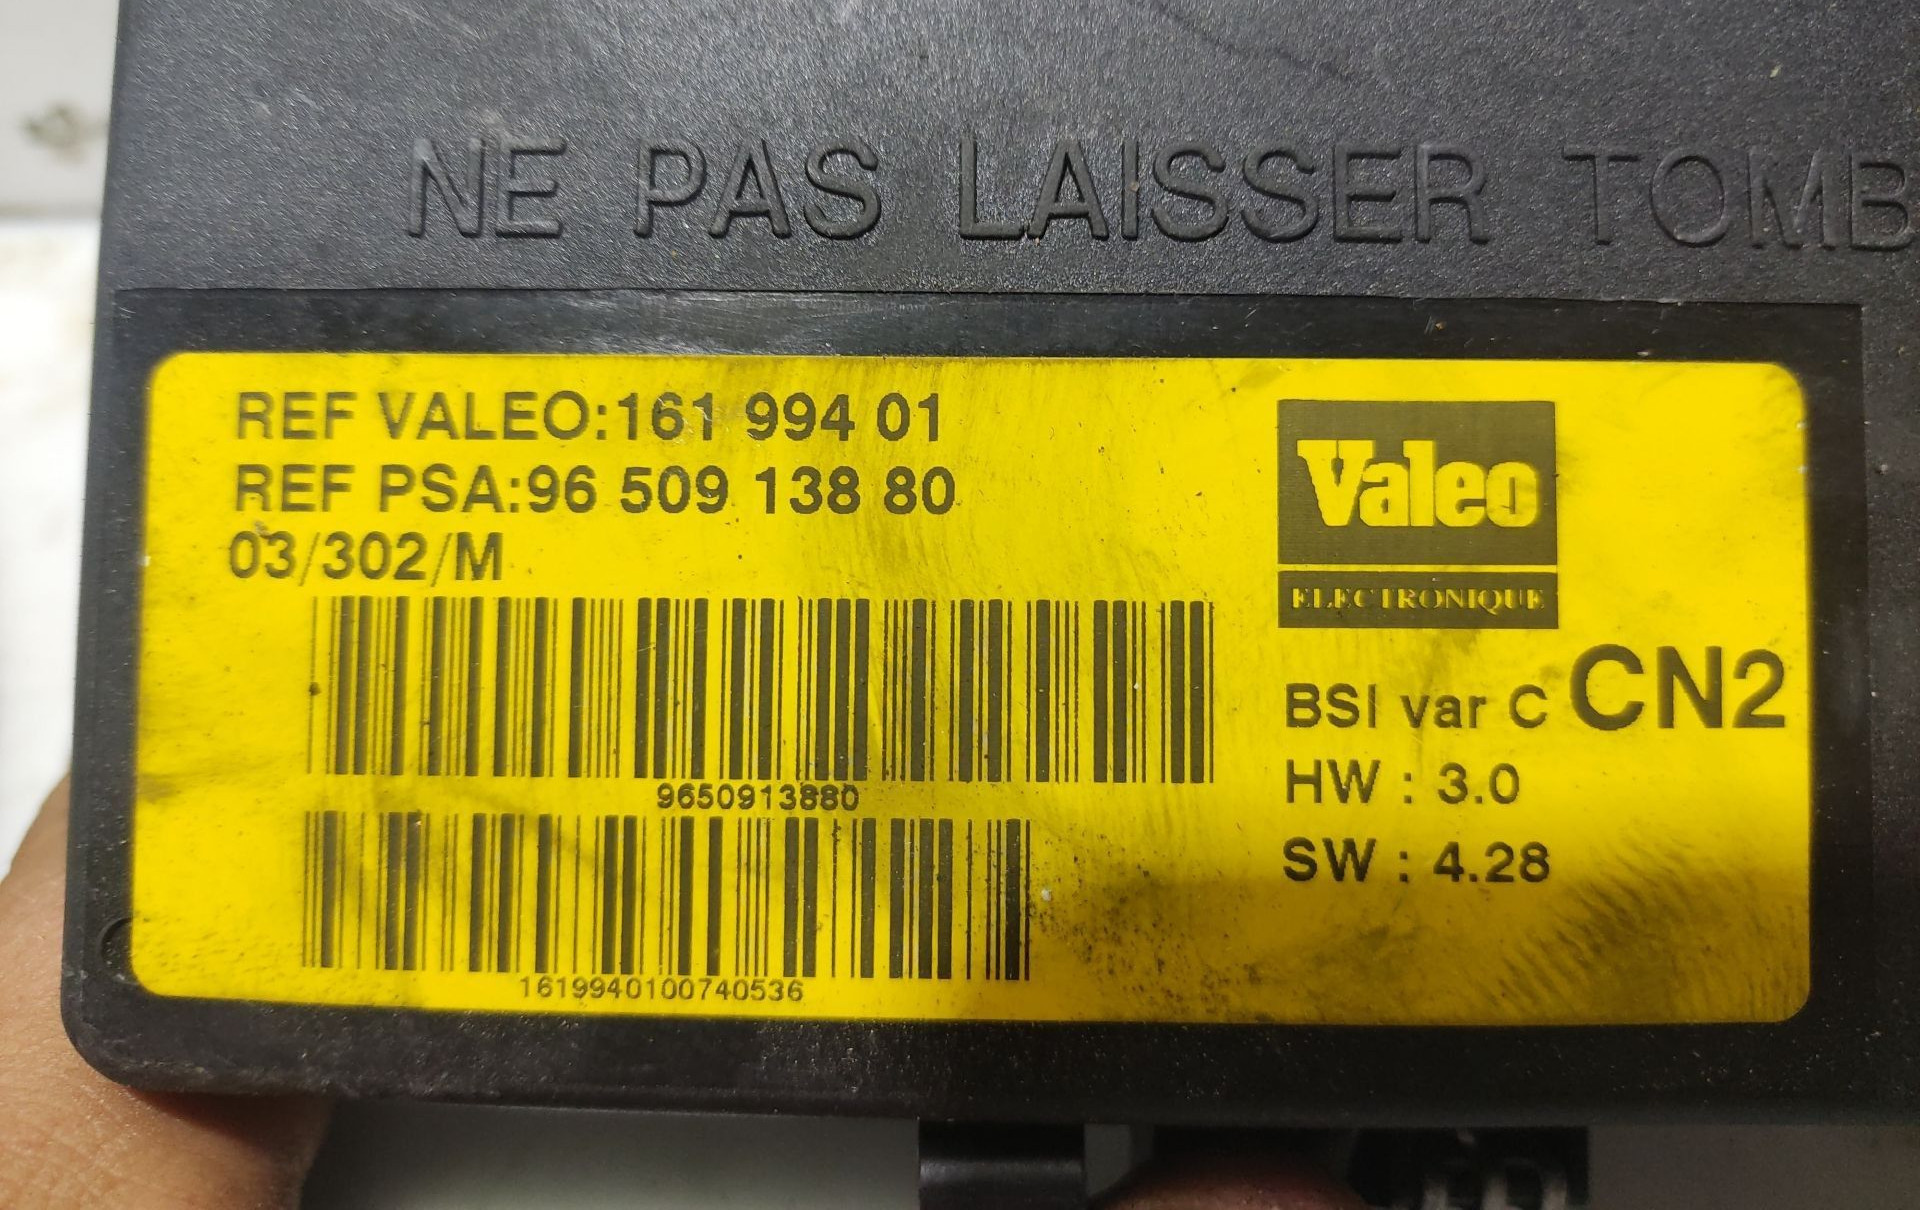 NE PAS LAISSER TOMB
REF VALEO:161 994 01
REF PSA:96 509 138 80
03/302/M
9650913880
1619940100740536
Valeo
ELECTRONIQUE
BSI var C CN2
HW : 3.0
SW : 4.28